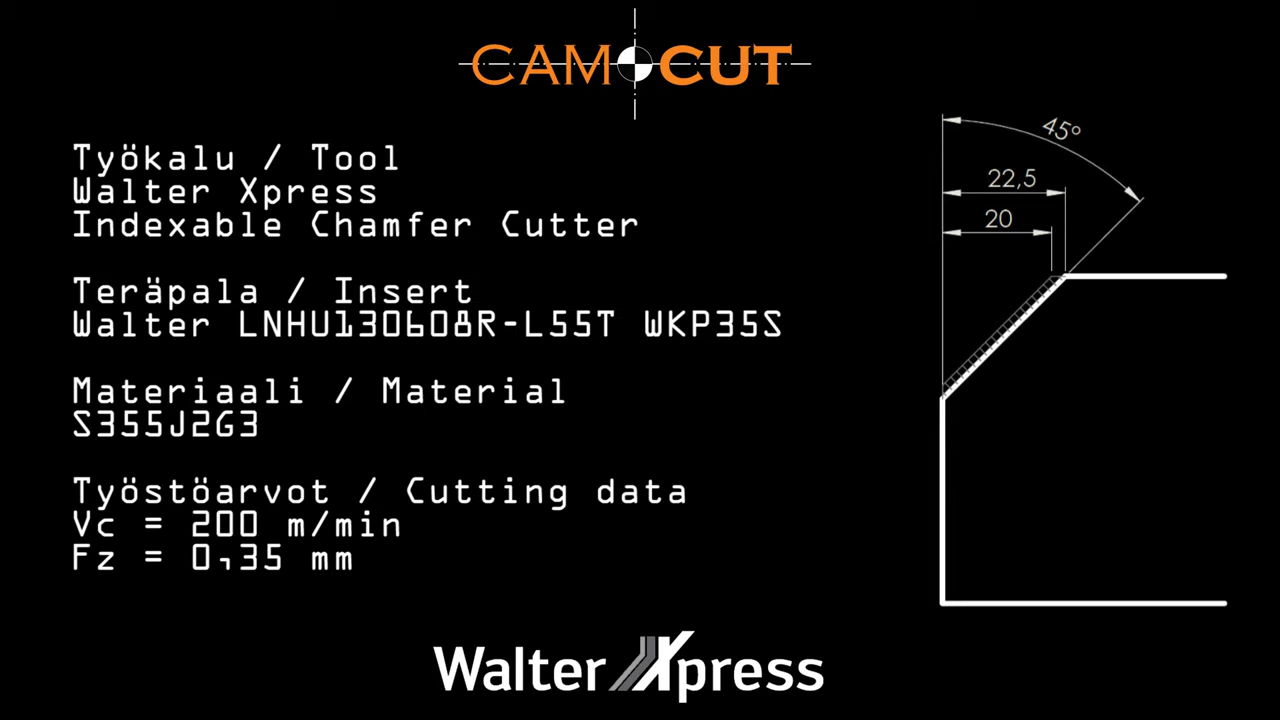 CAM CUT
Työkalu / Tool
Walter Xpress
Indexable Chamfer Cutter
Teräpala / Insert
Walter LNHU130608R-L55T WKP35S
Materiaali / Material
S355J2G3
Työstöarvot / Cutting data
Vc = 200 m/min
Fz = 0,35 mm
45°
22,5
20
Walter Xpress